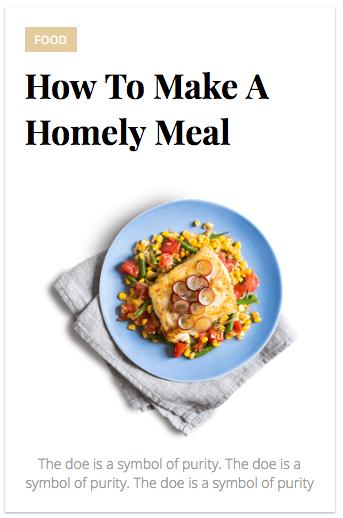 FOOD
How To Make A
Homely Meal
The doe is a symbol of purity. The doe is a
symbol of purity. The doe is a symbol of purity